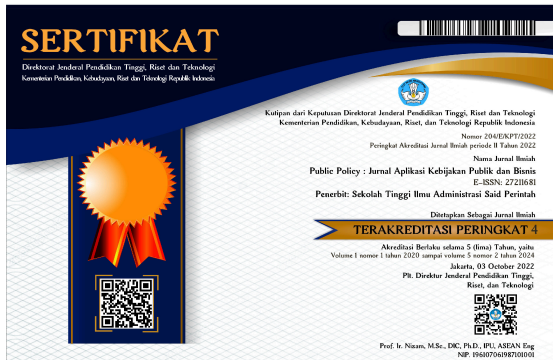 SERTIFIKAT
Direktorat Jenderal Pendidikan Tinggi, Riset dan Teknologi
Kementerian Pendidikan, Kebudayaan, Riset dan Teknologi Republik Indonesia
Kutipan dari Keputusan Direktorat Jenderal Pendidikan Tinggi, Riset dan Teknologi
Kementerian Pendidikan, Kebudayaan, Riset, dan Teknologi Republik Indonesia
Nomor 204/E/KPT/2022
Peringkat Akreditasi Jurnal Ilmiah periode II Tahun 2022
Nama Jurnal Ilmiah
Public Policy : Jurnal Aplikasi Kebijakan Publik dan Bisnis
E-ISSN: 27211681
Penerbit: Sekolah Tinggi Ilmu Administrasi Said Perintah
Ditetapkan Sebagai Jurnal Ilmiah
TERAKREDITASI PERINGKAT 4
Akreditasi Berlaku selama 5 (lima) Tahun, yaitu
Volume 1 nomor 1 tahun 2020 sampai volume 5 nomor 2 tahun 2024
Jakarta, 03 October 2022
Plt. Direktur Jenderal Pendidikan Tinggi,
Riset, dan Teknologi
Prof. Ir. Nizam, M.Sc., DIC, Ph.D., IPU, ASEAN Eng
NIP. 196107061987101001